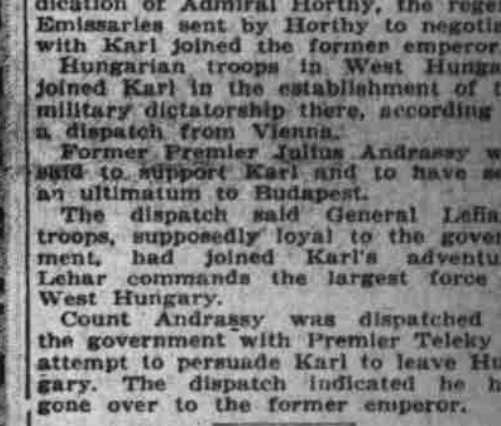 dication of Admiral Horthy, the rege
Emissaries sent by Horthy to negotia
with Karl joined the former emperor
Hungarian troops in West Hunga
joined Karl in the establishment of t
military dictatorship there, according
a dispatch from Vienna.
Former Premier Julius Andrassy w
said to support Karl and to have se
an ultimatum to Budapest.
The dispatch said General
troops, supposedly loyal to the gover
ment, had joined Karl's adventu
Lehar commands the largest force
West Hungary.
Count Andrassy was dispatched
the government with Premier Teleky
attempt to persuade Karl to leave Hu
gary. The dispatch indicated he h
gone over to the former emperor.